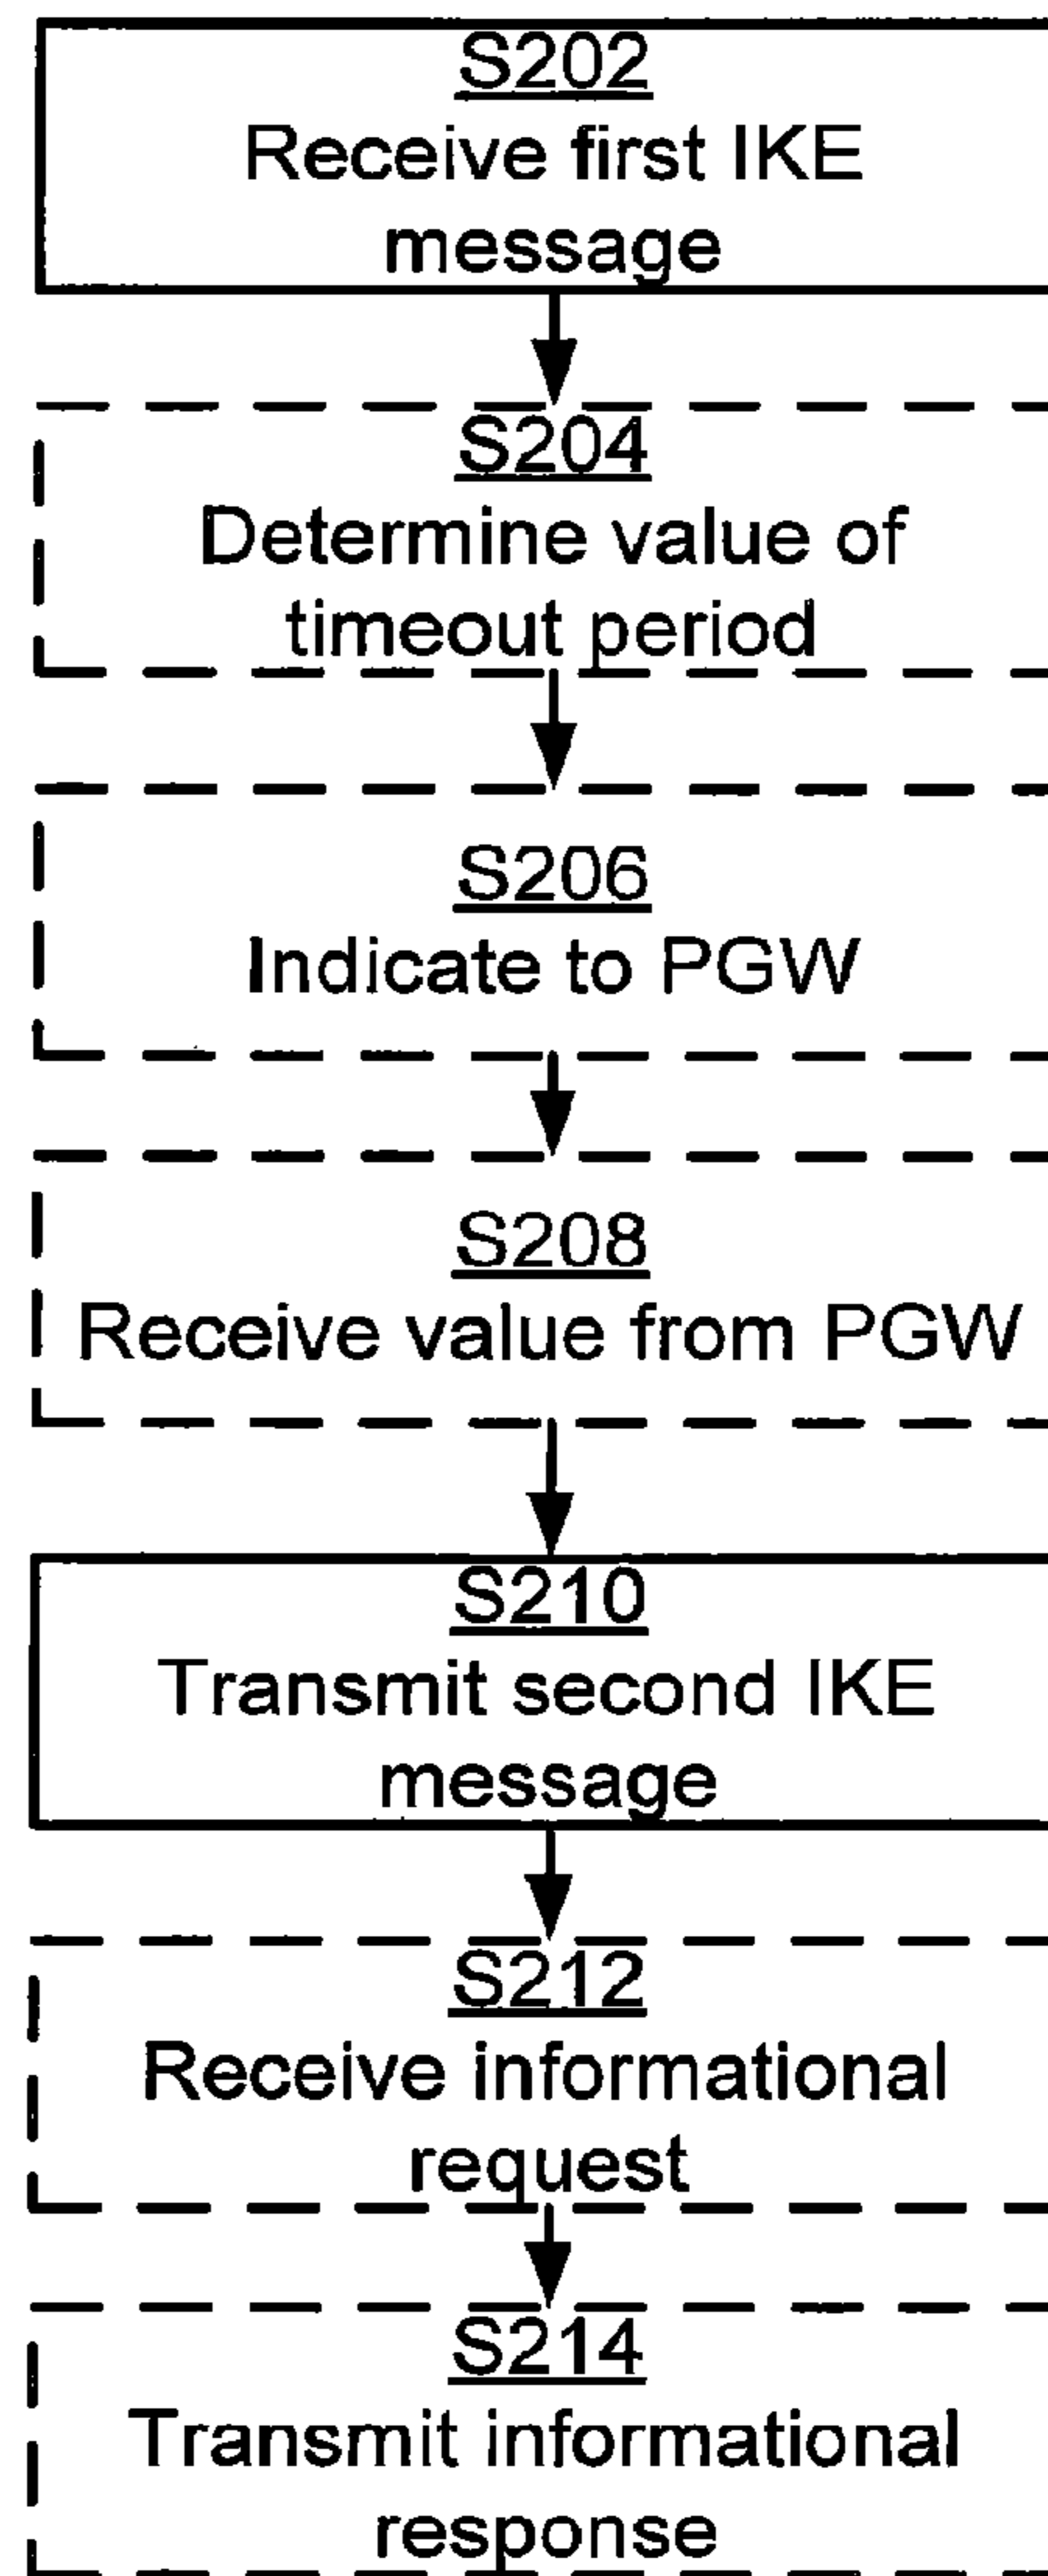 S202
Receive first IKE
message
S204
Determine value of
timeout period
S206
Indicate to PGW
S208
Receive value from PGW
S210
Transmit second IKE
message
S212
Receive informational
request
S214
Transmit informational
response